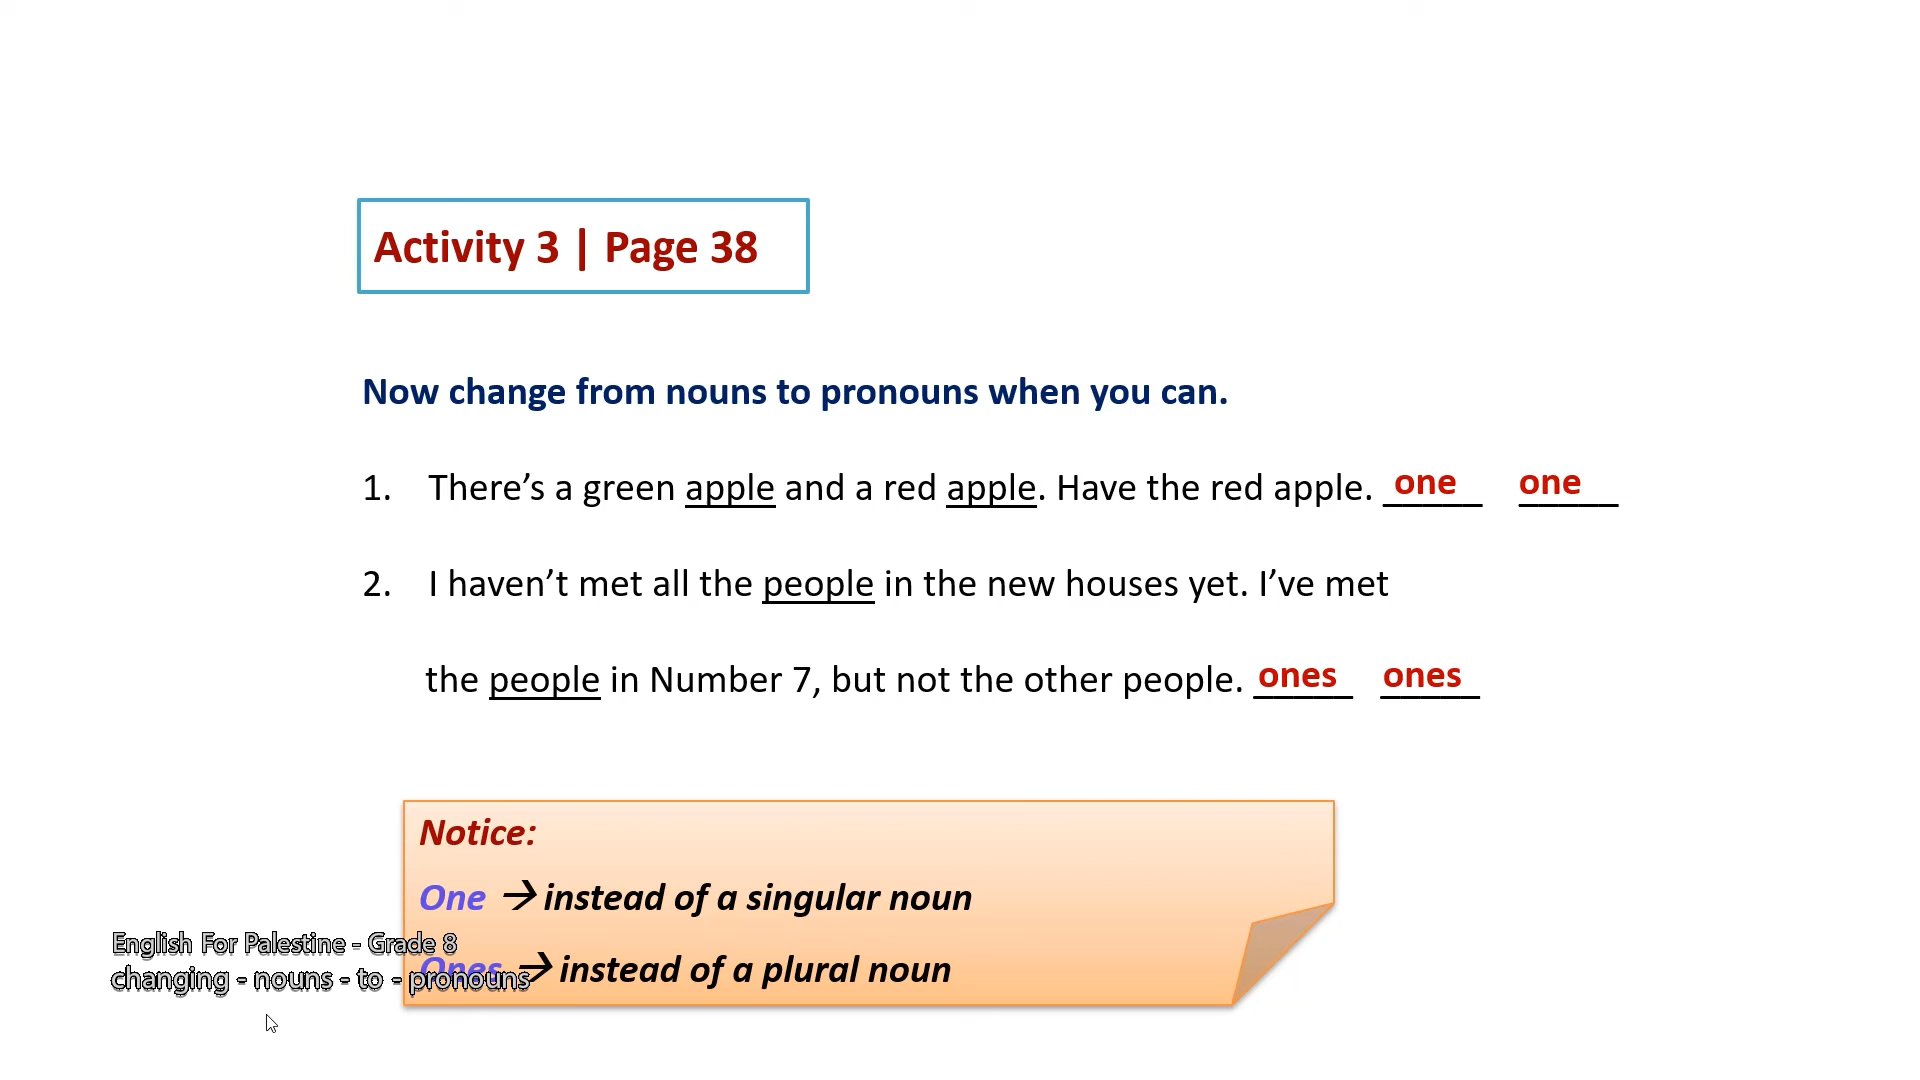 Activity 3 | Page 38
Now change from nouns to pronouns when you can.
1. There’s a green apple and a red apple. Have the red apple. one one
2. I haven’t met all the people in the new houses yet. I’ve met
the people in Number 7, but not the other people. ones ones
Notice:
One → instead of a singular noun
Ones → instead of a plural noun
English For Palestine - Grade 8
changing - nouns - to - pronouns